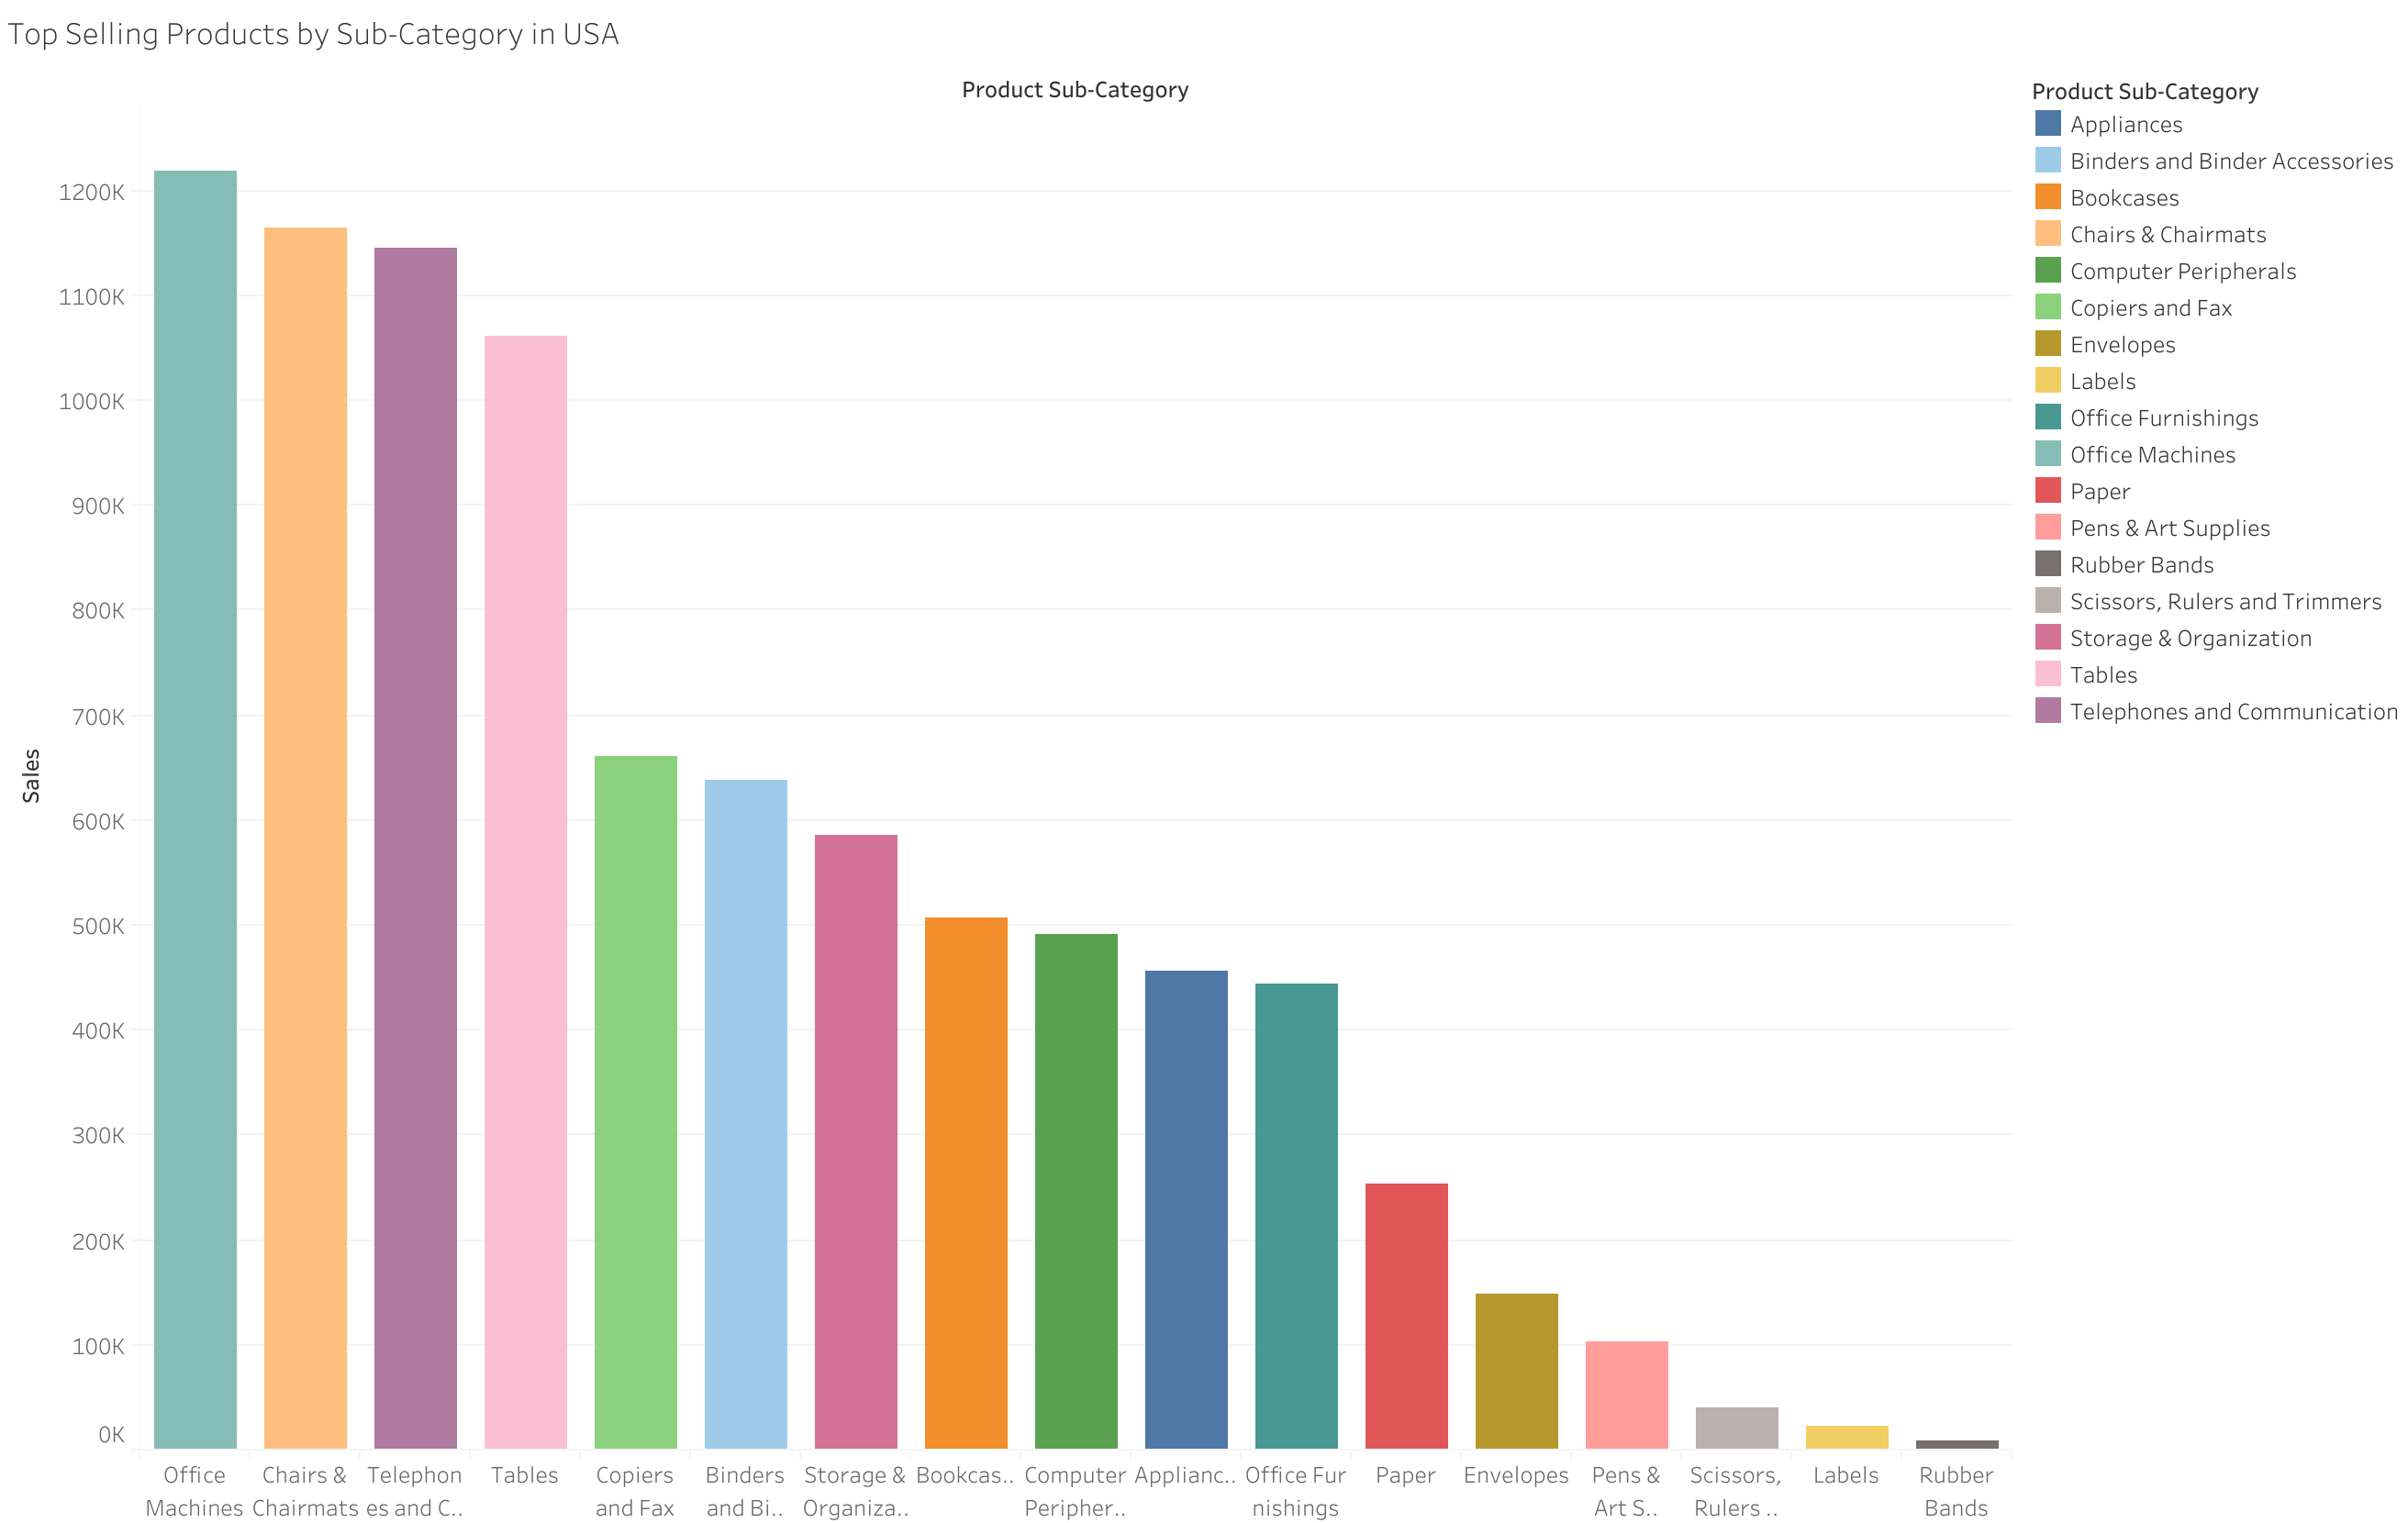 Top Selling Products by Sub-Category in USA
Product Sub-Category
1200K
1100K
1000K
900K
800K
700K
600K
500K
400K
300K
200K
100K
0K
Sales
Office
Machines
Chairs &
Chairmats
Telephon
es and C..
Tables
Copiers
and Fax
Binders
and Bi..
Storage &
Organiza..
Bookcas..
Computer
Peripher..
Applianc..
Office Fur
nishings
Paper
Envelopes
Pens &
Art S..
Scissors,
Rulers ..
Labels
Rubber
Bands
Product Sub-Category
Appliances
Binders and Binder Accessories
Bookcases
Chairs & Chairmats
Computer Peripherals
Copiers and Fax
Envelopes
Labels
Office Furnishings
Office Machines
Paper
Pens & Art Supplies
Rubber Bands
Scissors, Rulers and Trimmers
Storage & Organization
Tables
Telephones and Communication